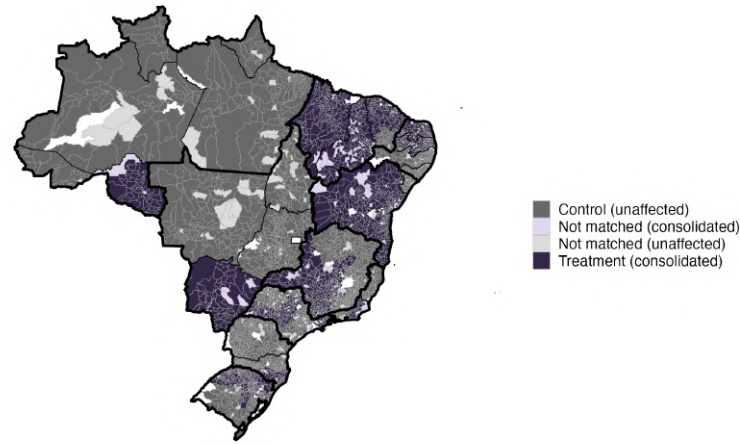 Control (unaffected)
Not matched (consolidated)
Not matched (unaffected)
Treatment (consolidated)